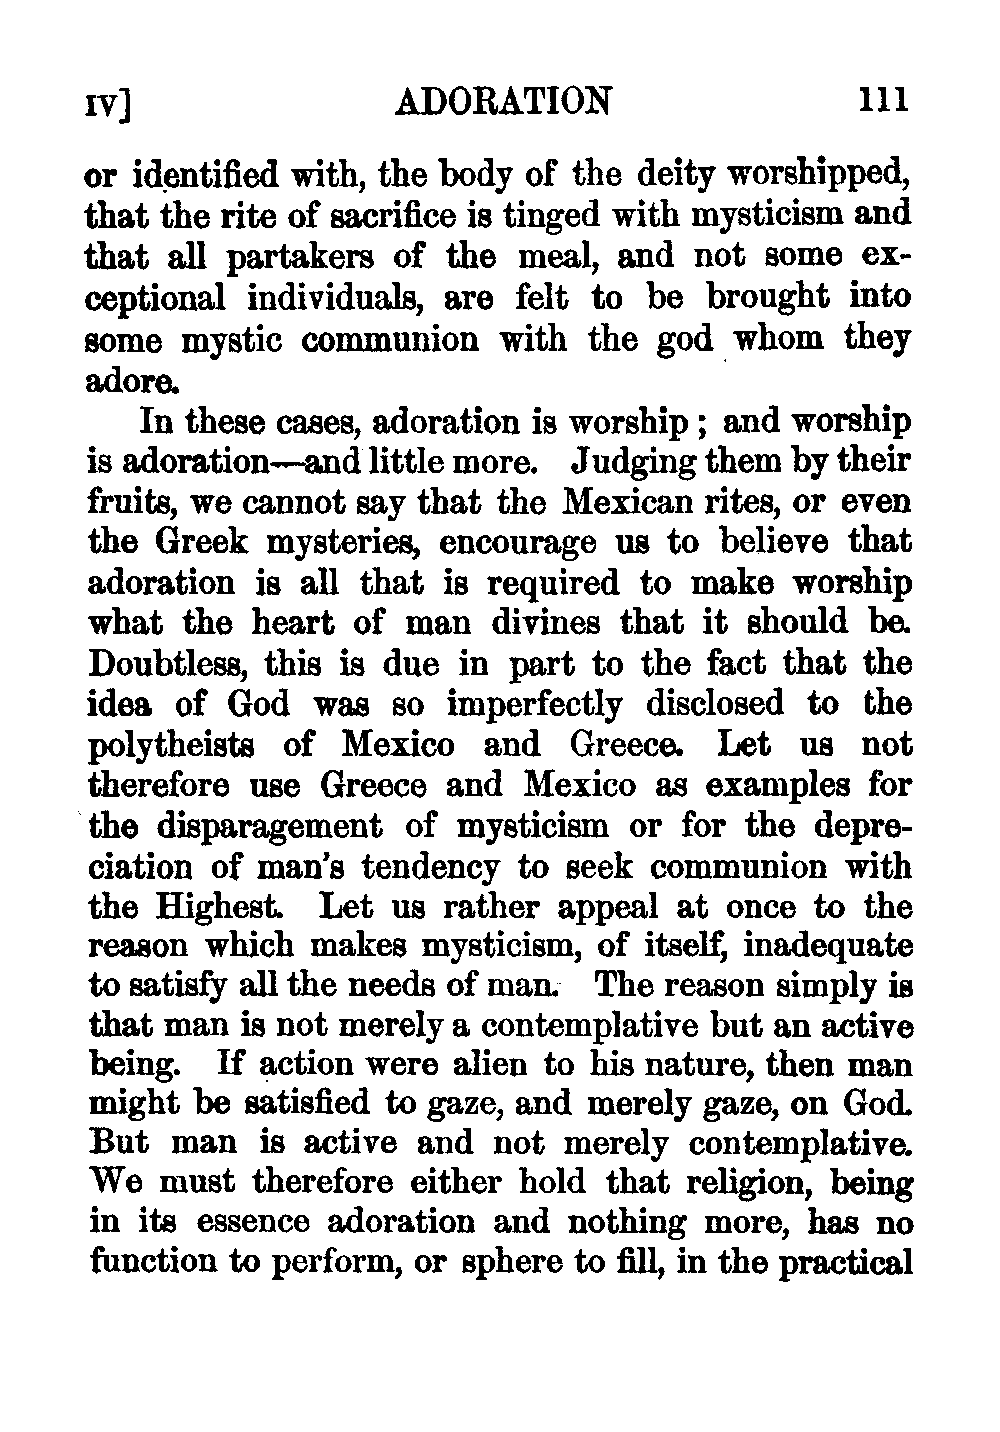 IV] ADORATION 111
or identified with, the body of the deity worshipped,
that the rite of sacrifice is tinged with mysticism and
that all partakers of the meal, and not some ex-
ceptional individuals, are felt to be brought into
some mystic communion with the god whom they
adore.
In these cases, adoration is worship ; and worship
is adoration—and little more. Judging them by their
fruits, we cannot say that the Mexican rites, or even
the Greek mysteries, encourage us to believe that
adoration is all that is required to make worship
what the heart of man divines that it should be.
Doubtless, this is due in part to the fact that the
idea of God was so imperfectly disclosed to the
polytheists of Mexico and Greece. Let us not
therefore use Greece and Mexico as examples for
the disparagement of mysticism or for the depre-
ciation of man's tendency to seek communion with
the Highest. Let us rather appeal at once to the
reason which makes mysticism, of itself, inadequate
to satisfy all the needs of man. The reason simply is
that man is not merely a contemplative but an active
being. If action were alien to his nature, then man
might be satisfied to gaze, and merely gaze, on God.
But man is active and not merely contemplative.
We must therefore either hold that religion, being
in its essence adoration and nothing more, has no
function to perform, or sphere to fill, in the practical